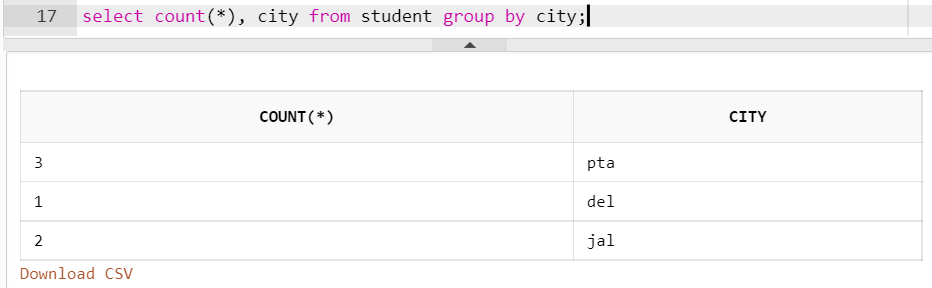 17 select count(*), city from student group by city;
COUNT(*) CITY
3 pta
1 del
2 jal
Download CSV